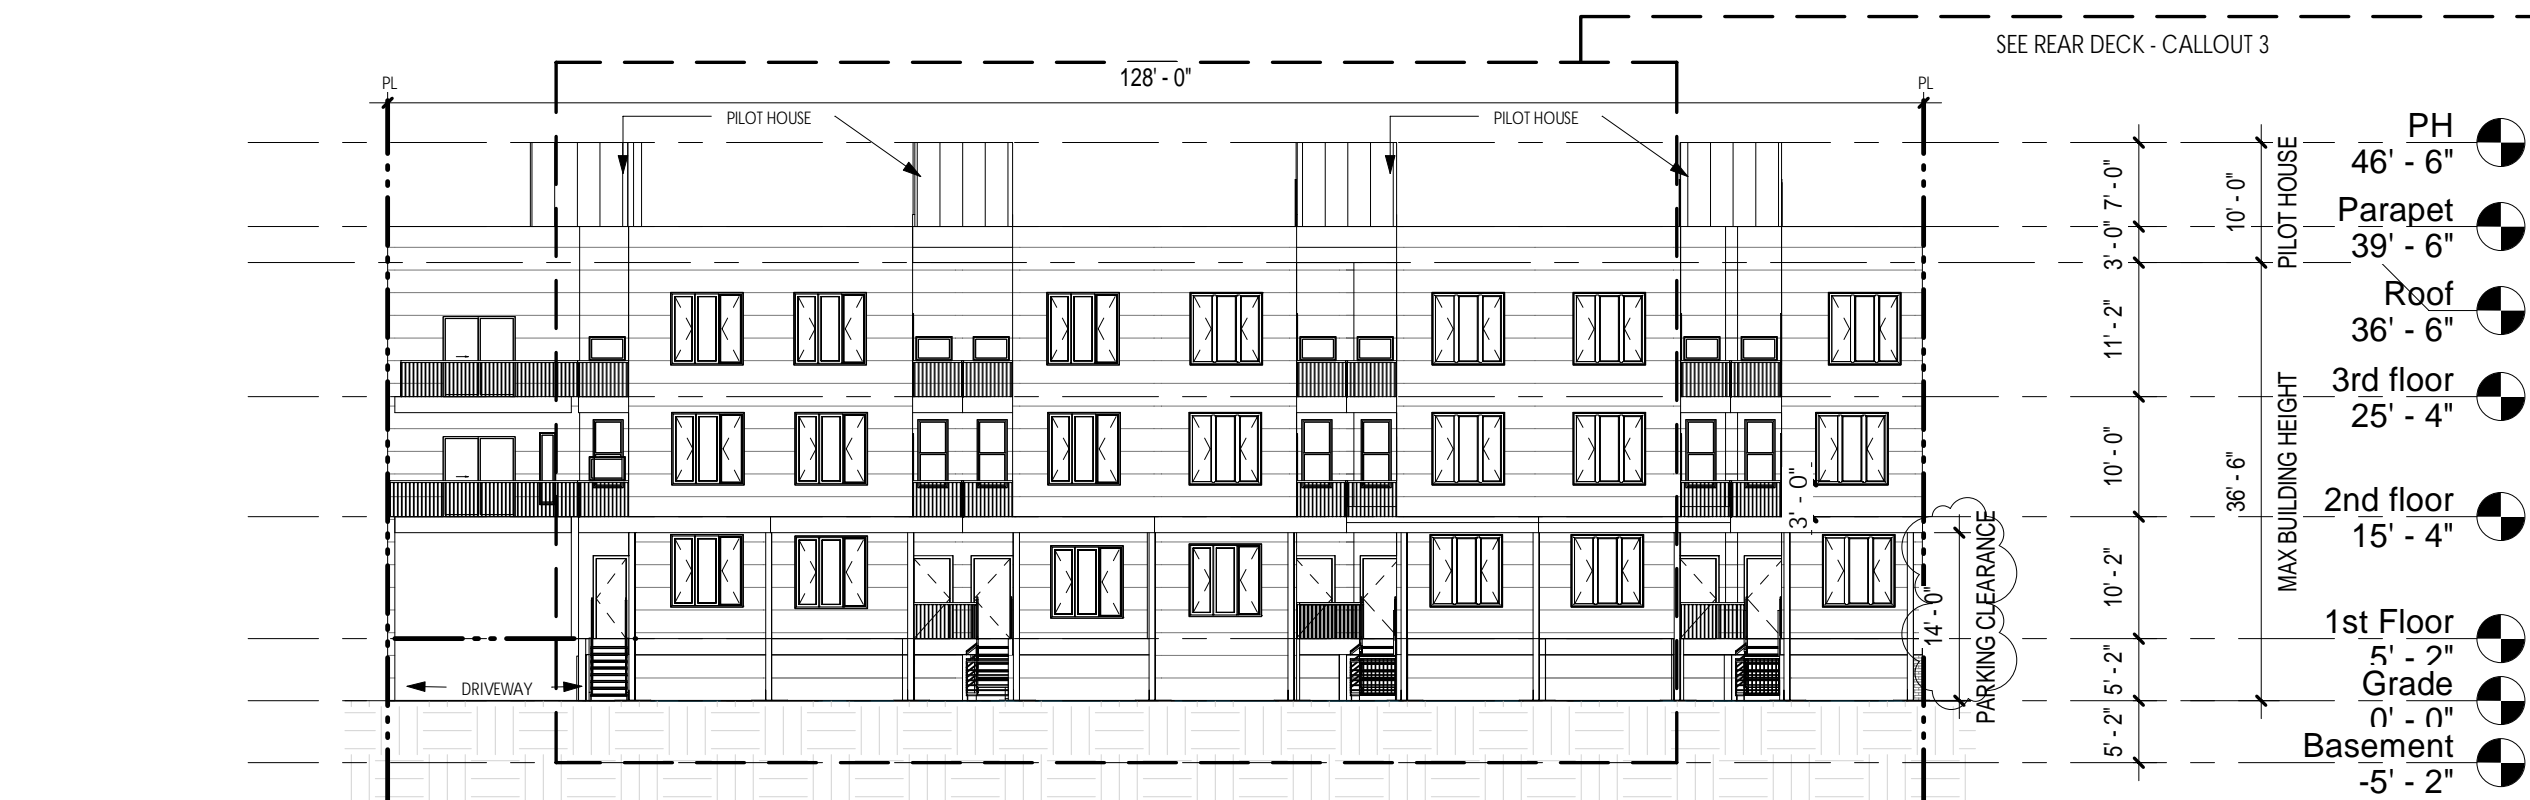 SEE REAR DECK - CALLOUT 3
128' - 0"
PL
PL
PILOT HOUSE
PILOT HOUSE
PH
46' - 6"
Parapet
39' - 6"
Roof
36' - 6"
3rd floor
25' - 4"
2nd floor
15' - 4"
1st Floor
5' - 2"
Grade
0' - 0"
Basement
-5' - 2"
7' - 0"
3' - 0"
11' - 2"
10' - 0"
10' - 2"
5' - 2"
5' - 2"
10' - 0"
36' - 6"
PILOT HOUSE
MAX BUILDING HEIGHT
3' - 0"
14' - 0"
PARKING CLEARANCE
DRIVEWAY